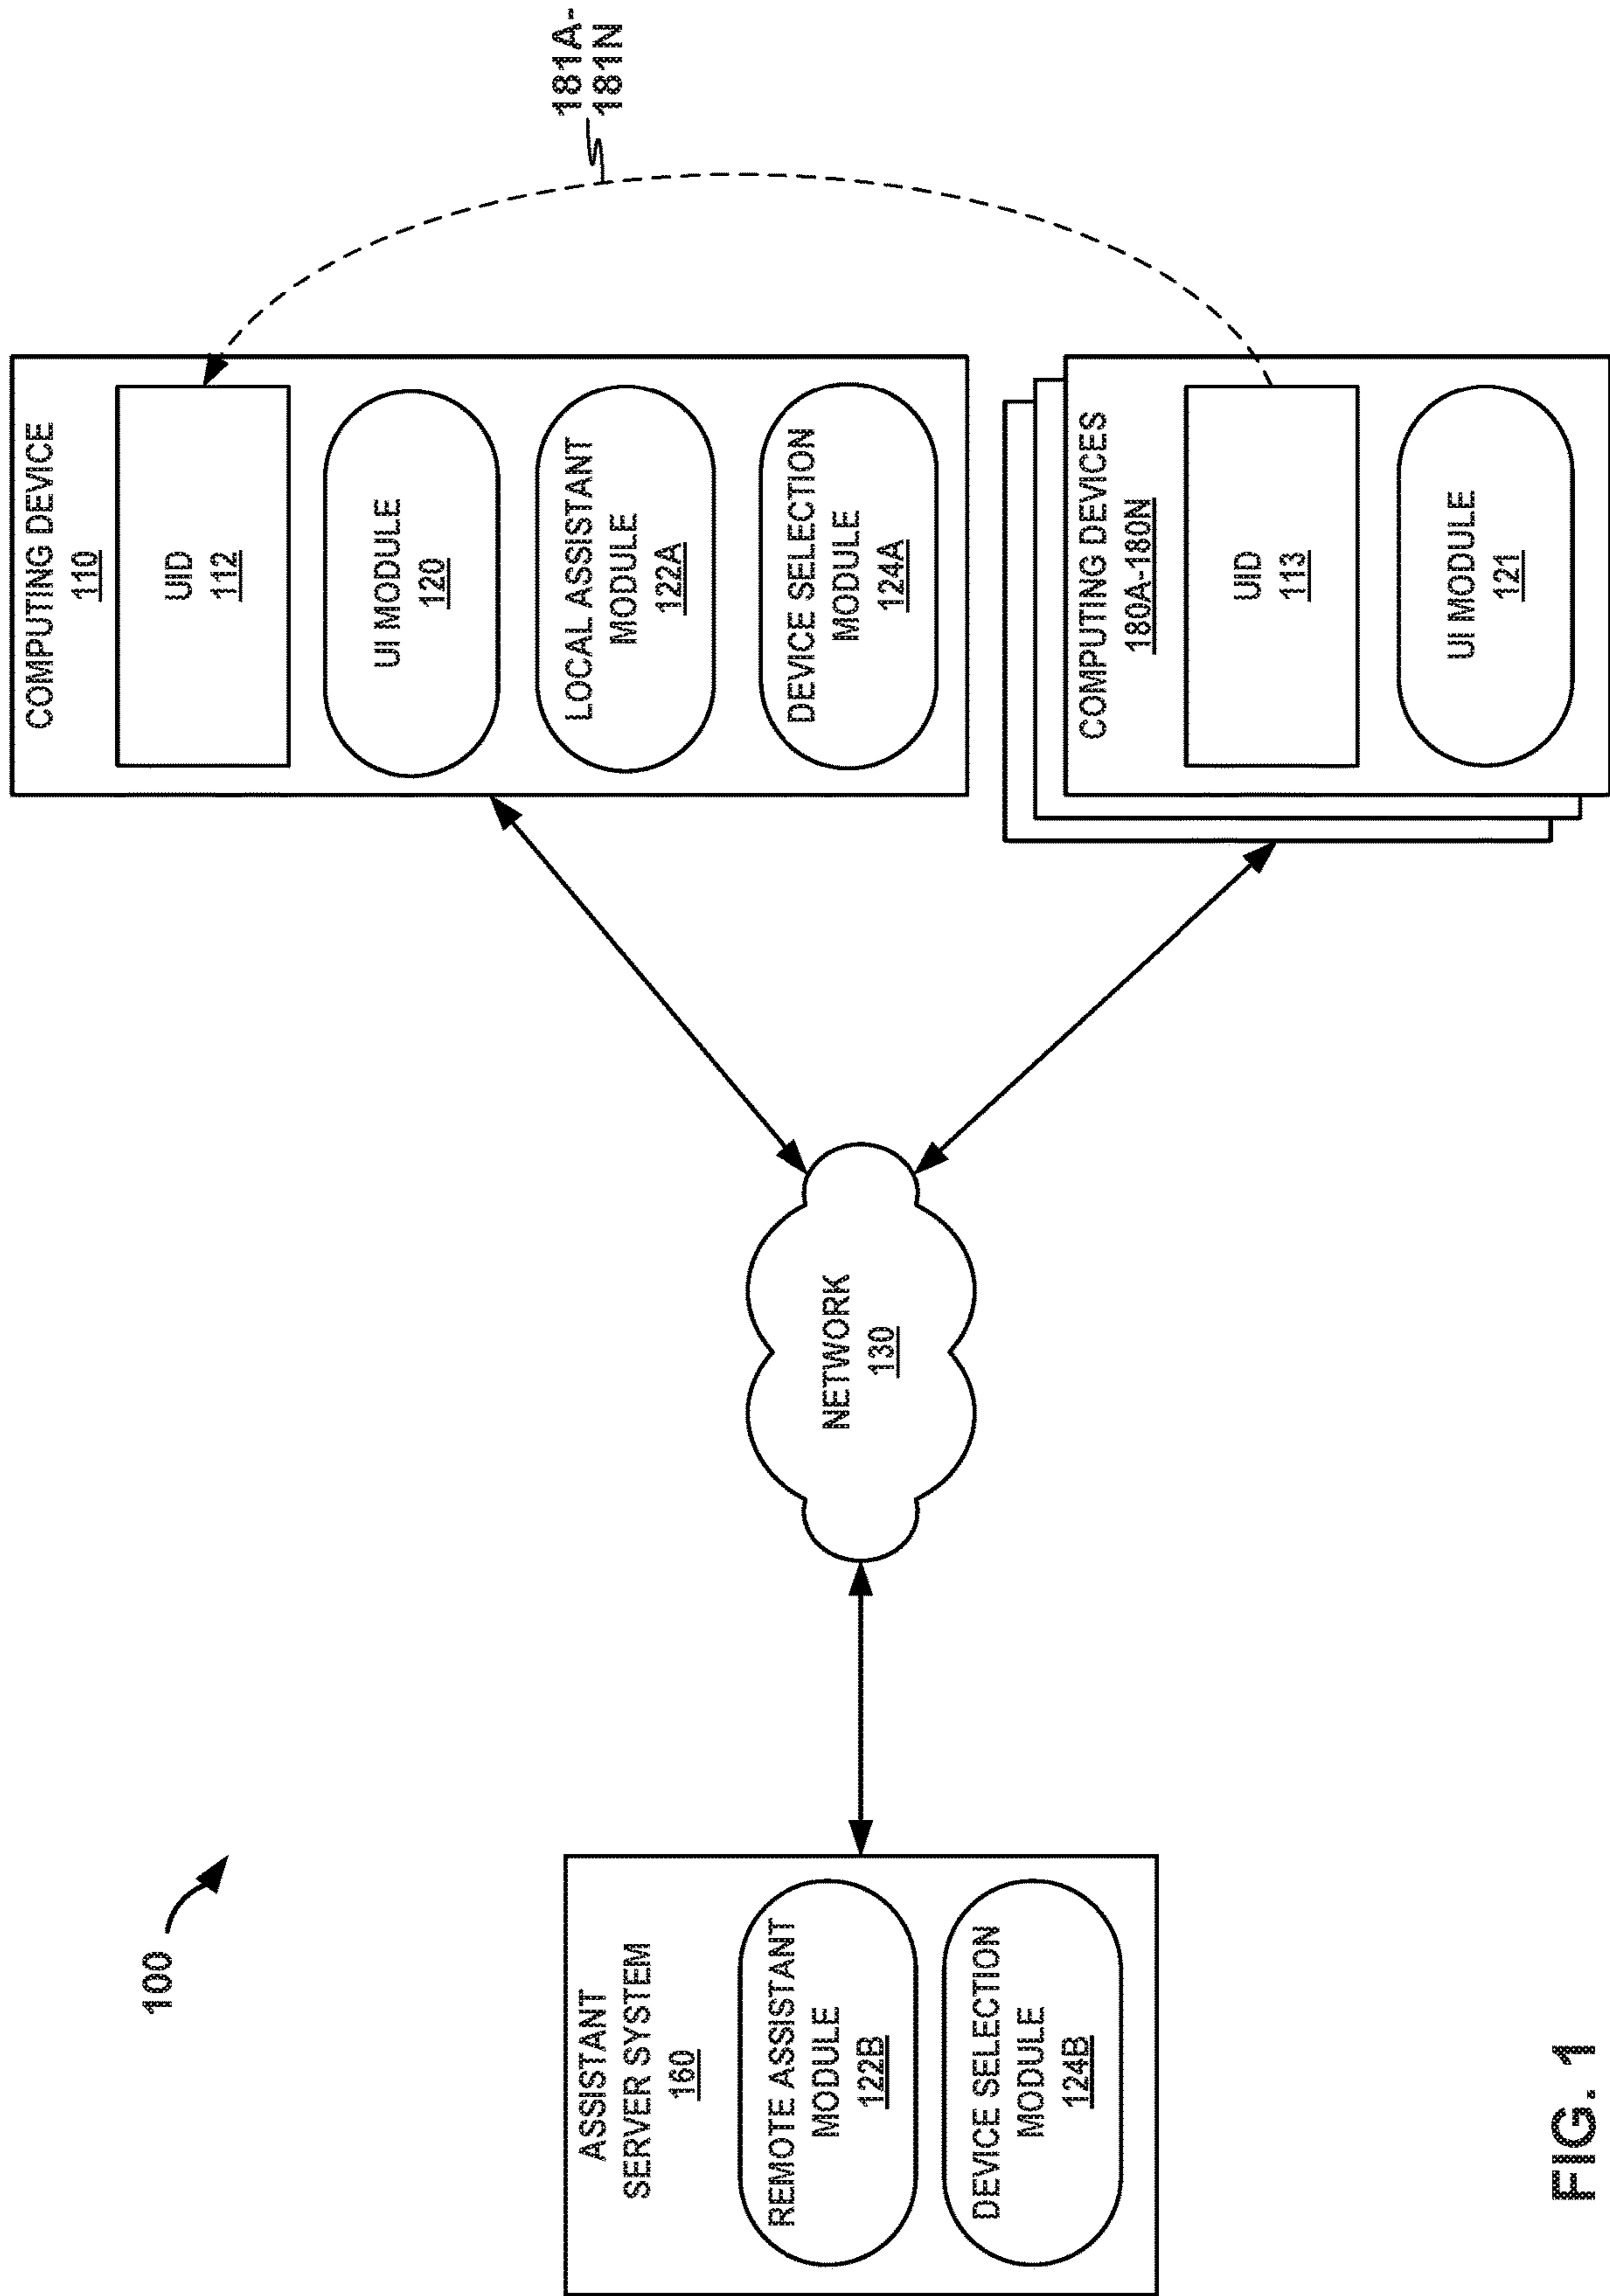 100
ASSISTANT
SERVER SYSTEM
160
REMOTE ASSISTANT
MODULE
122B
DEVICE SELECTION
MODULE
124B
NETWORK
130
COMPUTING DEVICE
110
UID
112
UI MODULE
120
LOCAL ASSISTANT
MODULE
122A
DEVICE SELECTION
MODULE
124A
COMPUTING DEVICES
180A-180N
UID
113
UI MODULE
121
181A-
181N
FIG. 1